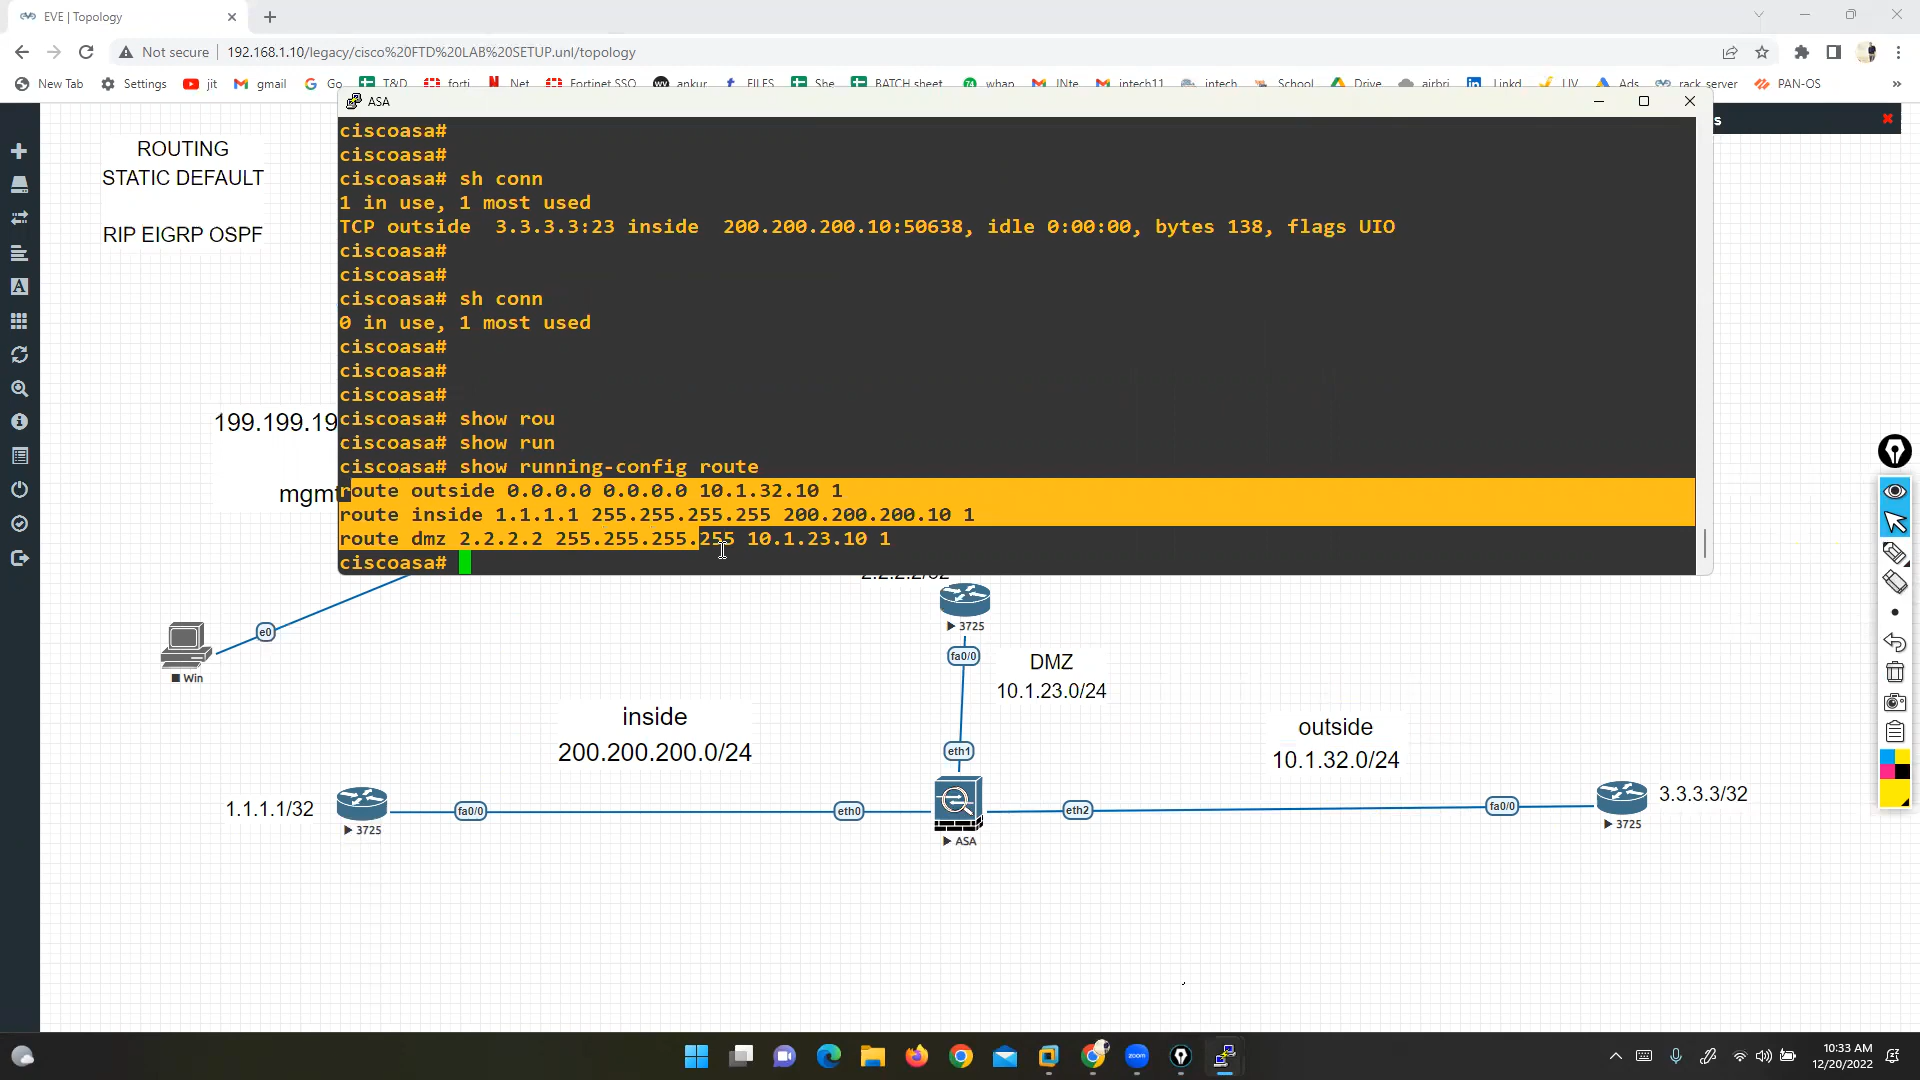 EVE | Topology
Not secure
192.168.1.10/legacy/cisco%20FTD%20LAB%20SETUP.unl/topology
New Tab
Settings
jit
gmail
Go
T&D
forti
Net
Fortinet SSO
ankur
FILES
She
BATCH sheet
whap
INte
intech11
intech
School
Drive
airbri
Linkd
LIV
Ads
rack server
PAN-OS
»
ASA
s
ROUTING
STATIC DEFAULT
RIP EIGRP OSPF
ciscoasa#
ciscoasa#
ciscoasa# sh conn
1 in use, 1 most used
TCP outside 3.3.3.3:23 inside 200.200.200.10:50638, idle 0:00:00, bytes 138, flags UIO
ciscoasa#
ciscoasa#
ciscoasa# sh conn
0 in use, 1 most used
ciscoasa#
ciscoasa#
ciscoasa#
ciscoasa# show rou
ciscoasa# show run
ciscoasa# show running-config route
route outside 0.0.0.0 0.0.0.0 10.1.32.10 1
route inside 1.1.1.1 255.255.255.255 200.200.200.10 1
route dmz 2.2.2.2 255.255.255.255 10.1.23.10 1
ciscoasa#
199.199.19
mgmt
2.2.2.2/32
3725
fa0/0
DMZ
10.1.23.0/24
e0
Win
inside
200.200.200.0/24
eth1
outside
10.1.32.0/24
1.1.1.1/32
3725
fa0/0
eth0
ASA
eth2
fa0/0
3725
3.3.3.3/32
zoom
10:33 AM
12/20/2022